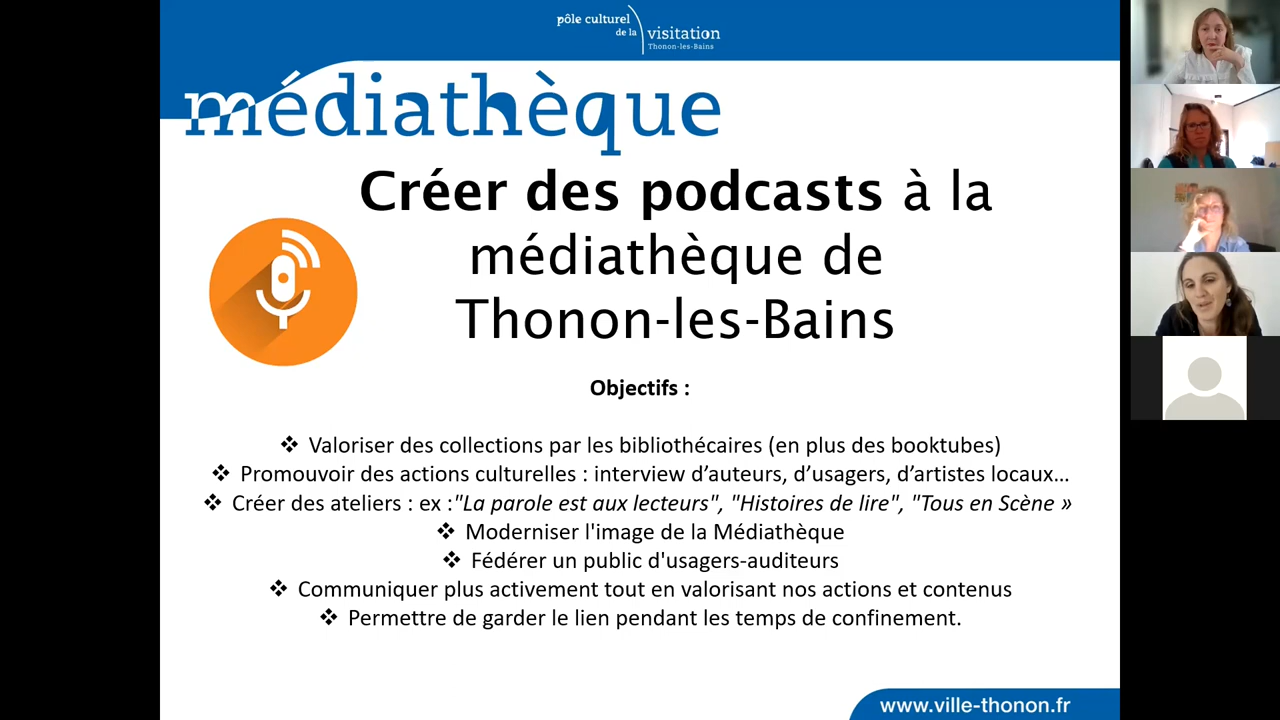 pôle culturel
de la
visitation
Thonon-les-Bains
médiathèque
Créer des podcasts à la
médiathèque de
Thonon-les-Bains
Objectifs :
❖ Valoriser des collections par les bibliothécaires (en plus des booktubes)
❖ Promouvoir des actions culturelles : interview d’auteurs, d’usagers, d’artistes locaux…
❖ Créer des ateliers : ex :"La parole est aux lecteurs", "Histoires de lire", "Tous en Scène »
❖ Moderniser l'image de la Médiathèque
❖ Fédérer un public d'usagers-auditeurs
❖ Communiquer plus activement tout en valorisant nos actions et contenus
❖ Permettre de garder le lien pendant les temps de confinement.
www.ville-thonon.fr